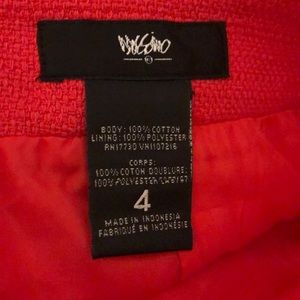 mossimo
BODY: 100% COTTON
LINING: 100% POLYESTER
RN17730 VN1107216
CORPS:
100% COTON DOUBLURE:
100% POLYESTER
4
MADE IN INDONESIA
FABRIQUÉ EN INDONÉSIE